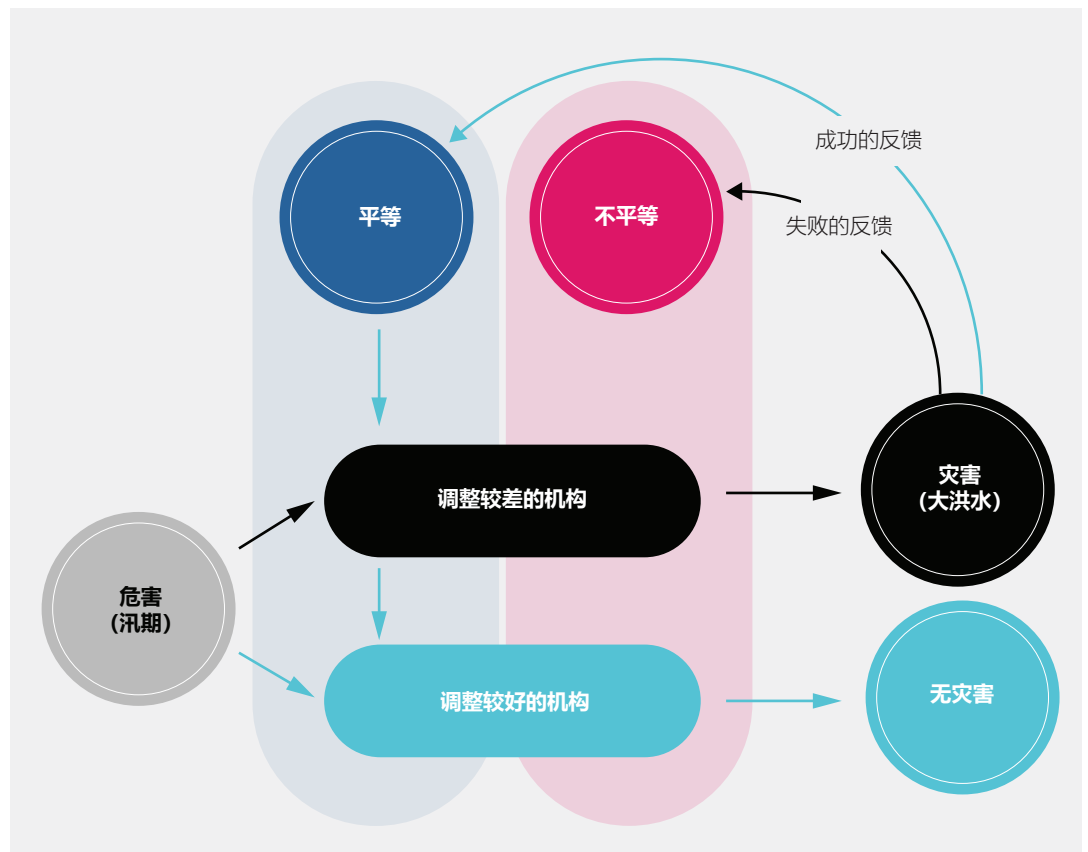 成功的反馈
平等
不平等
失败的反馈
调整较差的机构
灾害
(大洪水)
危害
(汛期)
调整较好的机构
无灾害